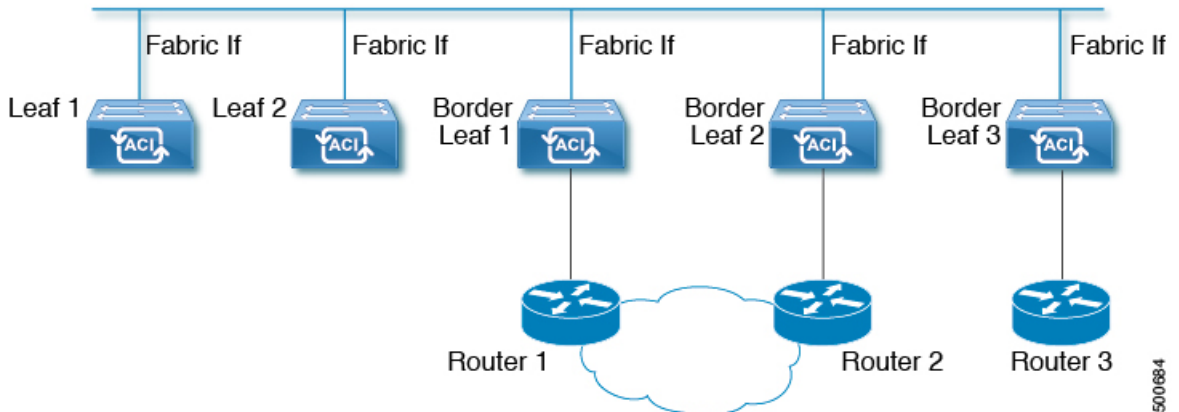 Fabric If
Fabric If
Fabric If
Fabric If
Fabric If
Leaf 1
Leaf 2
Border
Leaf 1
Border
Leaf 2
Border
Leaf 3
ACI
ACI
ACI
ACI
ACI
Router 1
Router 2
Router 3
500684